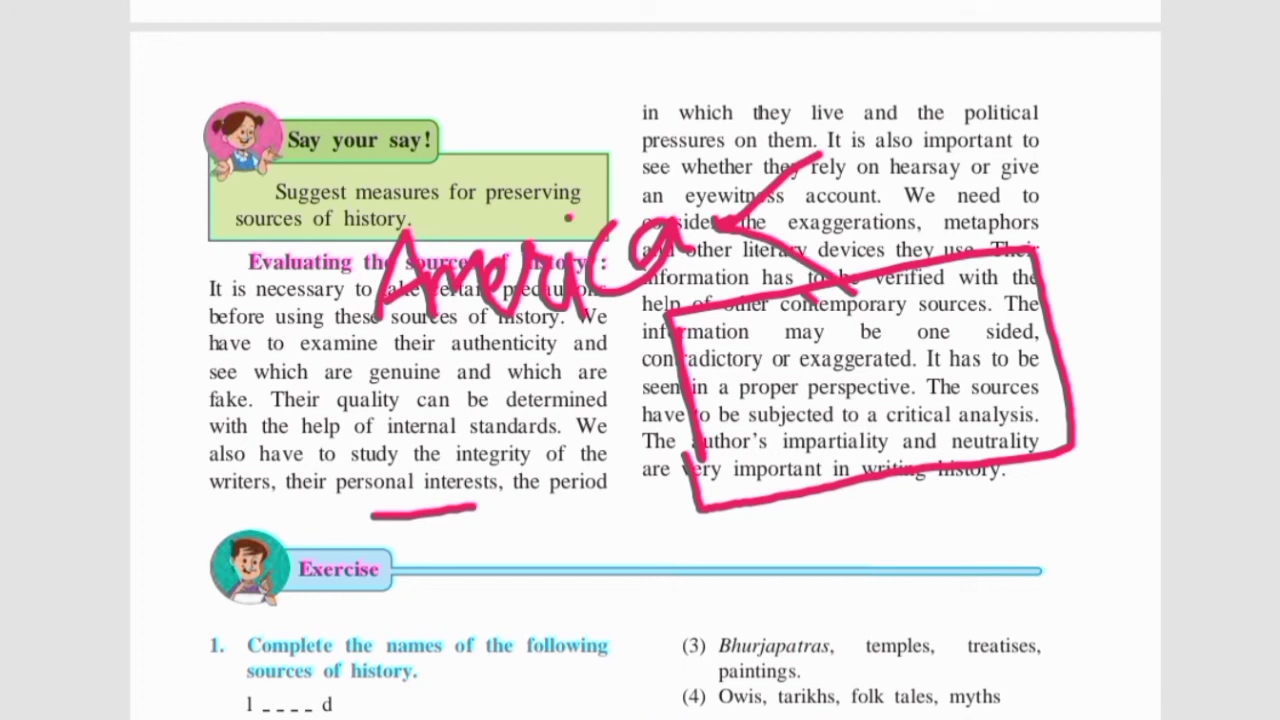 Say your say!
Suggest measures for preserving
sources of history.
Evaluating the sources of history :
It is necessary to take certain precautions
before using these sources of history. We
have to examine their authenticity and
see which are genuine and which are
fake. Their quality can be determined
with the help of internal standards. We
also have to study the integrity of the
writers, their personal interests, the period
in which they live and the political
pressures on them. It is also important to
see whether they rely on hearsay or give
an eyewitness account. We need to
consider the exaggerations, metaphors
and other literary devices they use. Their
information has to be verified with the
help of other contemporary sources. The
information may be one sided,
contradictory or exaggerated. It has to be
seen in a proper perspective. The sources
have to be subjected to a critical analysis.
The author's impartiality and neutrality
are very important in writing history.
America
Exercise
1. Complete the names of the following
sources of history.
l _ _ _ _ d
(3) Bhurjapatras, temples, treatises,
paintings.
(4) Owis, tarikhs, folk tales, myths